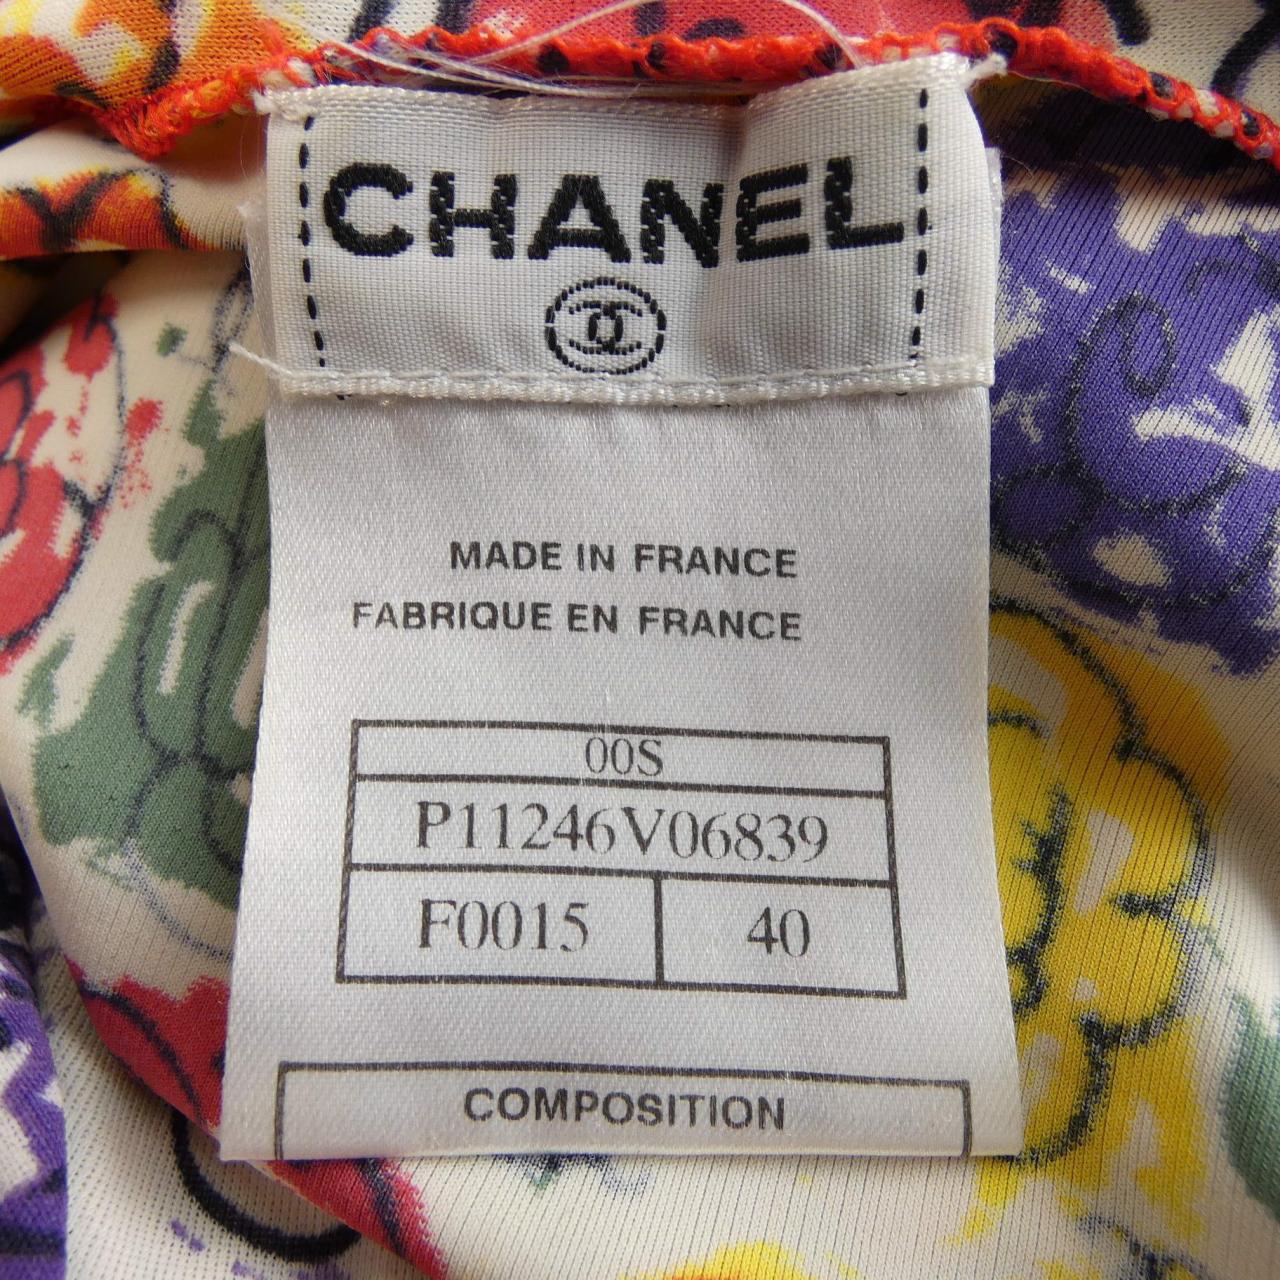 CHANEL
MADE IN FRANCE
FABRIQUE EN FRANCE
00S
P11246V06839
F0015 40
COMPOSITION